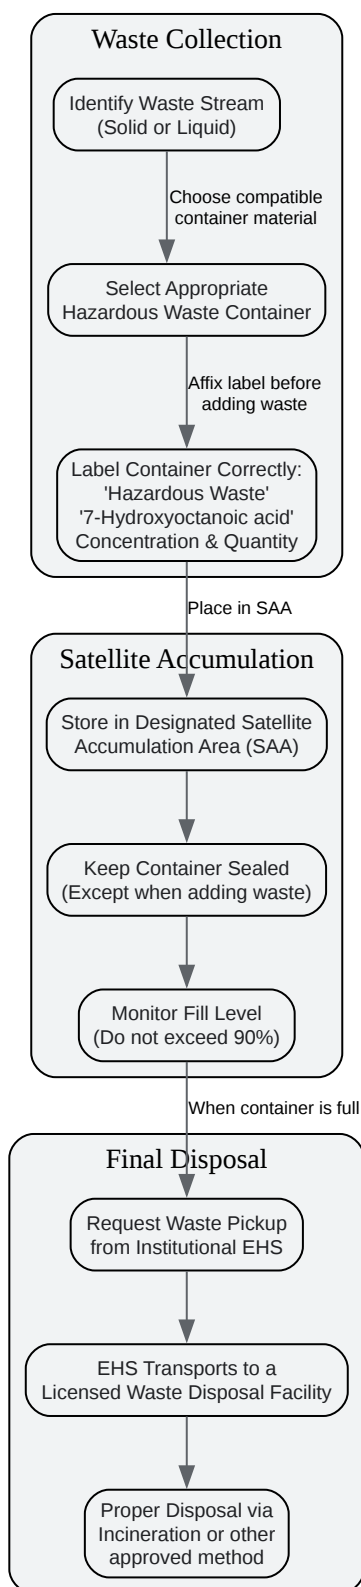 Waste Collection
Identify Waste Stream
(Solid or Liquid)
Choose compatible
container material
Select Appropriate
Hazardous Waste Container
Affix label before
adding waste
Label Container Correctly:
'Hazardous Waste'
'7-Hydroxyoctanoic acid'
Concentration & Quantity
Place in SAA
Satellite Accumulation
Store in Designated Satellite
Accumulation Area (SAA)
Keep Container Sealed
(Except when adding waste)
Monitor Fill Level
(Do not exceed 90%)
When container is full
Final Disposal
Request Waste Pickup
from Institutional EHS
EHS Transports to a
Licensed Waste Disposal Facility
Proper Disposal via
Incineration or other
approved method